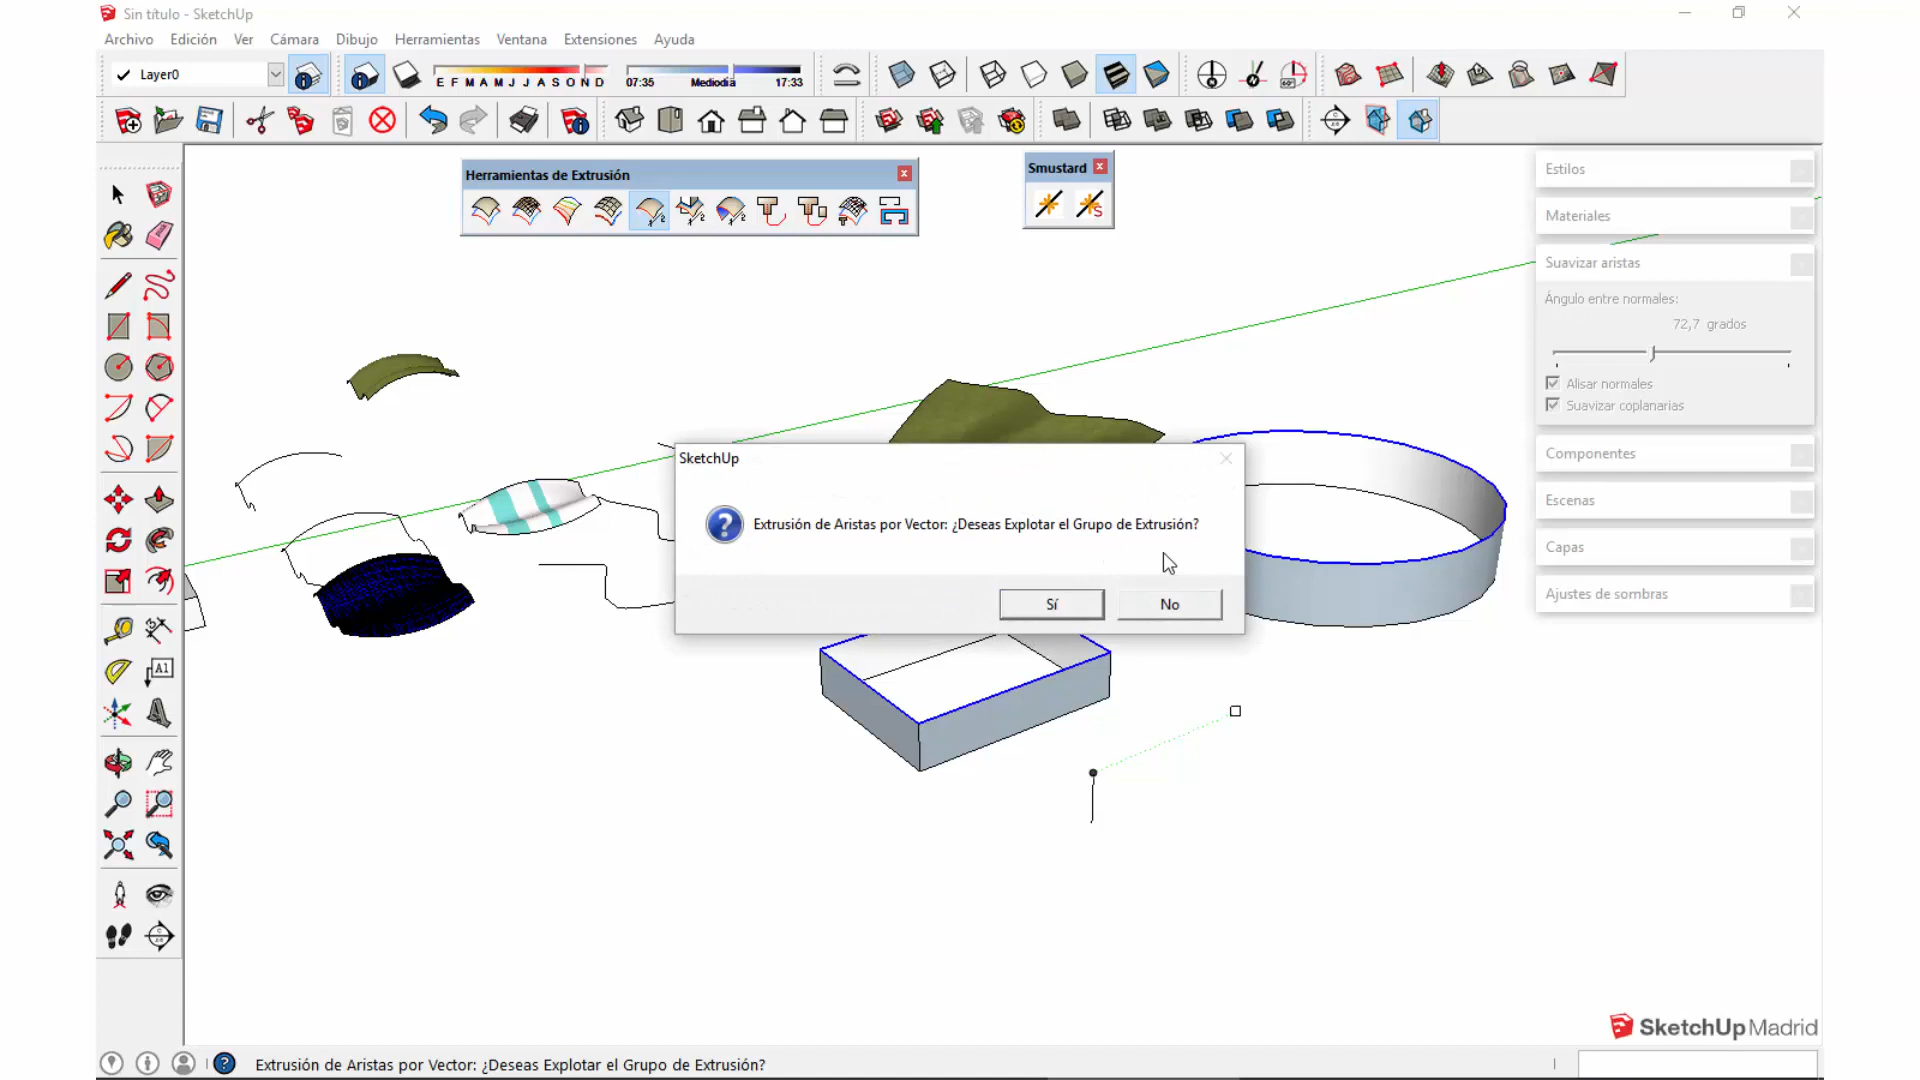 Sin título - SketchUp
Archivo Edición Ver Cámara Dibujo Herramientas Ventana Extensiones Ayuda
Layer0
E F M A M J J A S O N D
07:35 Mediodía 17:33
Herramientas de Extrusión
Smustard
Estilos
Materiales
Suavizar aristas
Ángulo entre normales:
72,7 grados
Alisar normales
Suavizar coplanarias
Componentes
Escenas
Capas
Ajustes de sombras
SketchUp
Extrusión de Aristas por Vector: ¿Deseas Explotar el Grupo de Extrusión?
Sí
No
A1
SketchUp Madrid
Extrusión de Aristas por Vector: ¿Deseas Explotar el Grupo de Extrusión?